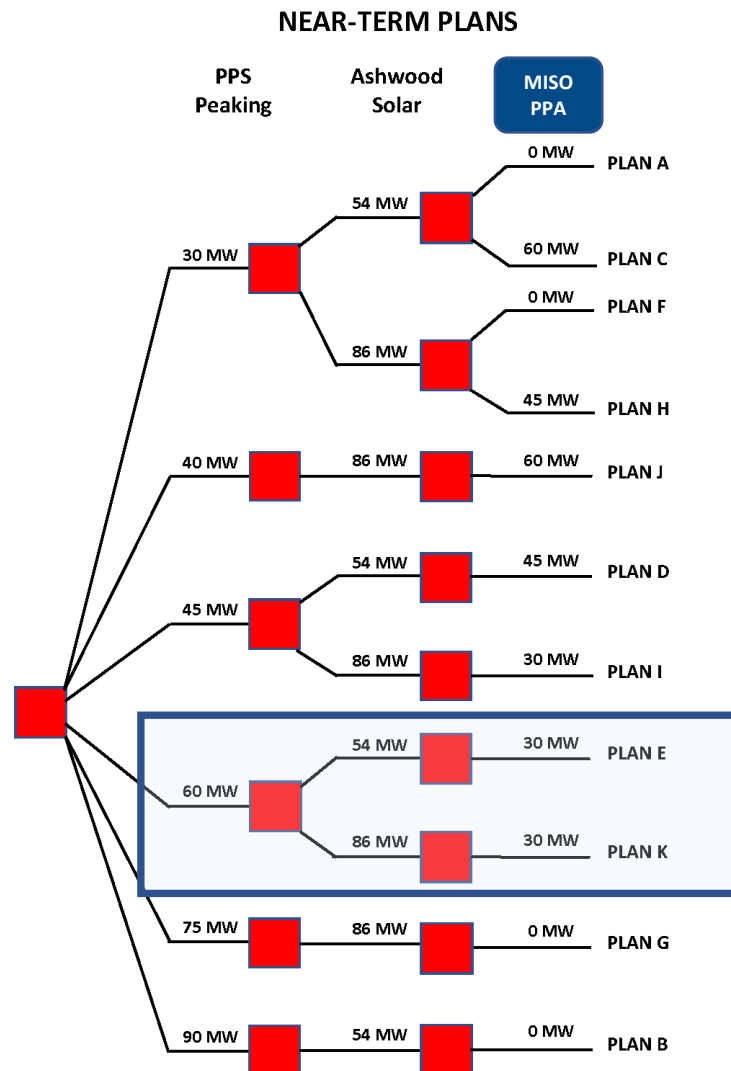 NEAR-TERM PLANS
PPS
Peaking
Ashwood
Solar
MISO
PPA
0 MW
PLAN A
54 MW
30 MW
60 MW
PLAN C
0 MW
PLAN F
86 MW
45 MW
PLAN H
40 MW
86 MW
60 MW
PLAN J
54 MW
45 MW
PLAN D
45 MW
86 MW
30 MW
PLAN I
54 MW
30 MW
PLAN E
60 MW
86 MW
30 MW
PLAN K
75 MW
86 MW
0 MW
PLAN G
90 MW
54 MW
0 MW
PLAN B